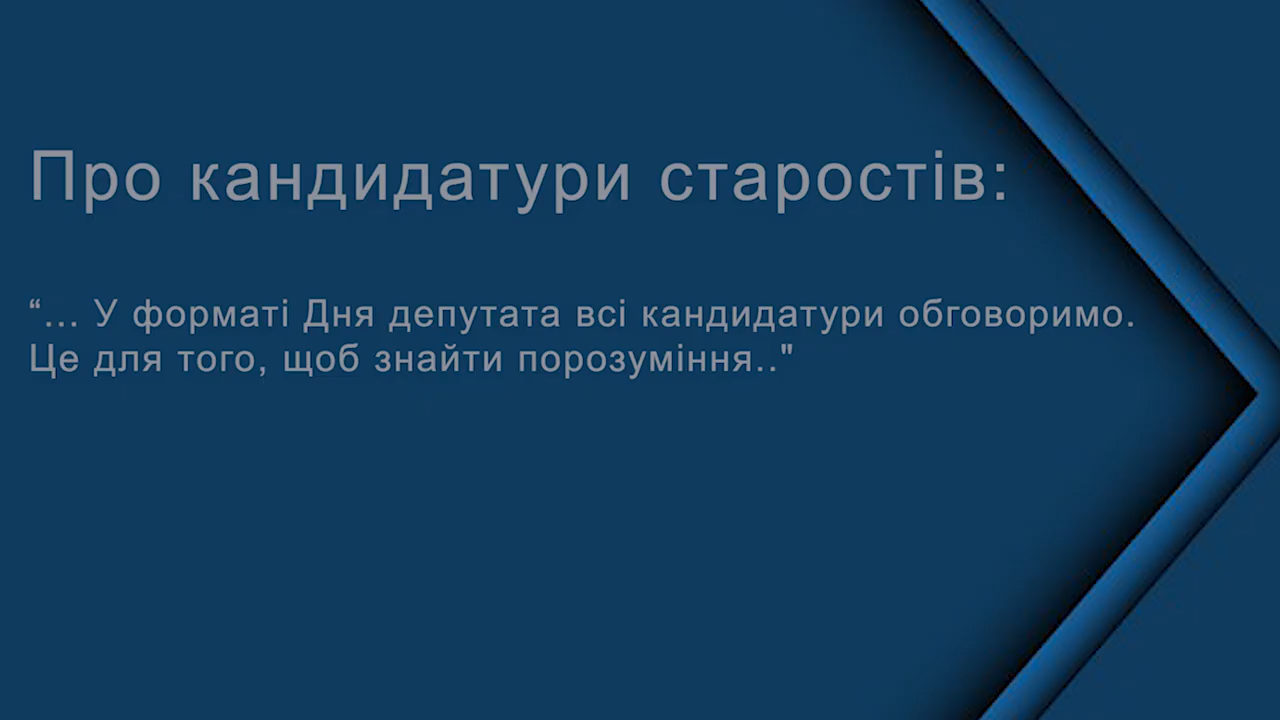 Про кандидатури старостів:
“... У форматі Дня депутата всі кандидатури обговоримо.
Це для того, щоб знайти порозуміння.."